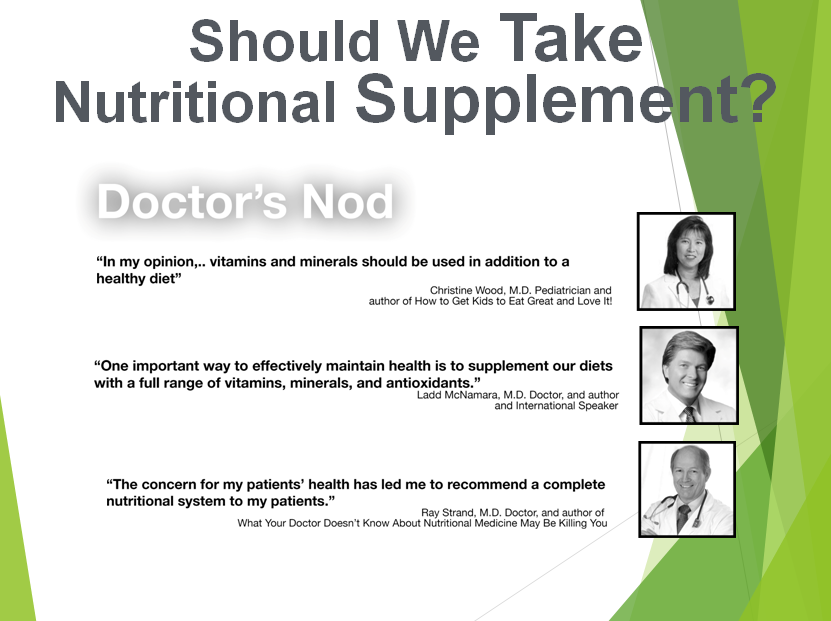 Should We Take
Nutritional Supplement?
Doctor’s Nod
“In my opinion,.. vitamins and minerals should be used in addition to a
healthy diet”
Christine Wood, M.D. Pediatrician and
author of How to Get Kids to Eat Great and Love It!
“One important way to effectively maintain health is to supplement our diets
with a full range of vitamins, minerals, and antioxidants.”
Ladd McNamara, M.D. Doctor, and author
and International Speaker
“The concern for my patients’ health has led me to recommend a complete
nutritional system to my patients.”
Ray Strand, M.D. Doctor, and author of
What Your Doctor Doesn’t Know About Nutritional Medicine May Be Killing You